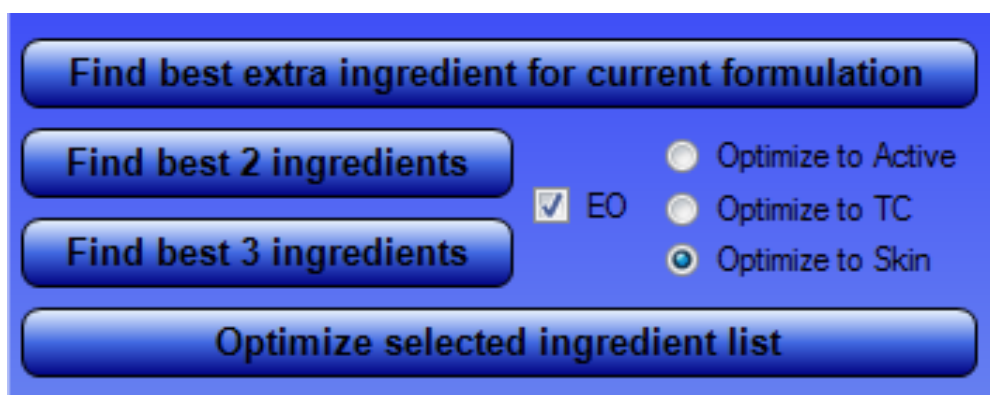 Find best extra ingredient for current formulation
Find best 2 ingredients
Find best 3 ingredients
EO
Optimize to Active
Optimize to TC
Optimize to Skin
Optimize selected ingredient list